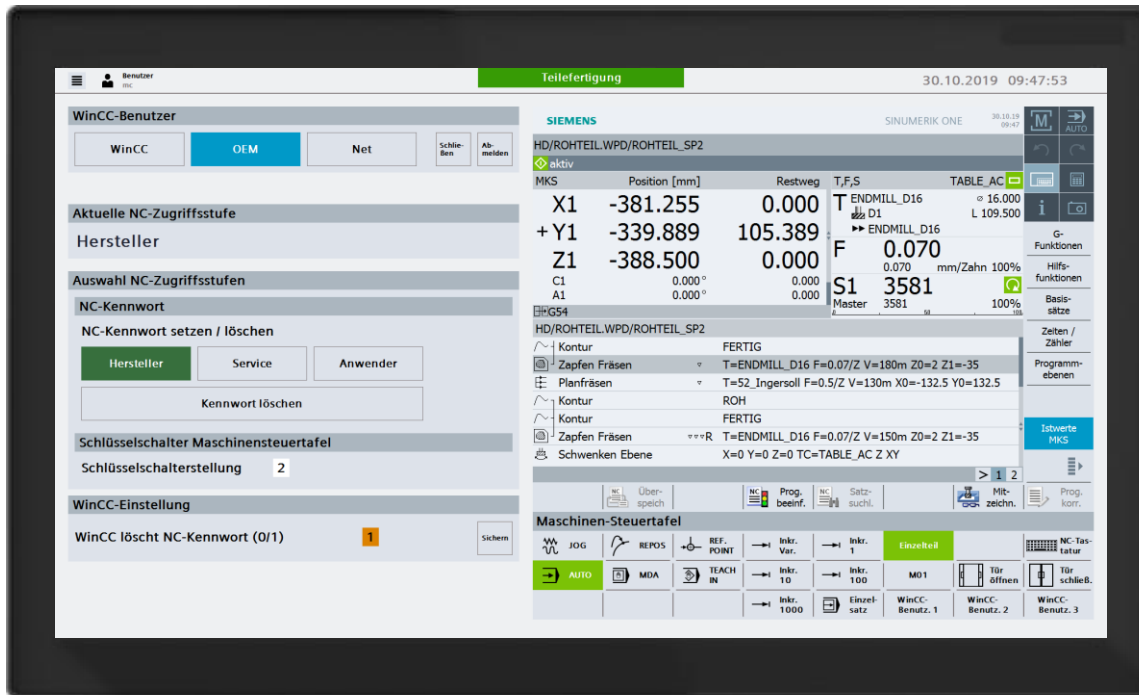 Benutzer
mc
Teilefertigung
30.10.2019 09:47:53
WinCC-Benutzer
WinCC
OEM
Net
Schlie-
ßen
Ab-
melden
Aktuelle NC-Zugriffsstufe
Hersteller
Auswahl NC-Zugriffsstufen
NC-Kennwort
NC-Kennwort setzen / löschen
Hersteller
Service
Anwender
Kennwort löschen
Schlüsselschalter Maschinensteuertafel
Schlüsselschalterstellung 2
WinCC-Einstellung
WinCC löscht NC-Kennwort (0/1) 1
Sichern
SIEMENS
SINUMERIK ONE
30.10.19
09:47
M
AUTO
HD/ROHTEIL.WPD/ROHTEIL_SP2
aktiv
MKS Position [mm] Restweg
X1 -381.255 0.000
+ Y1 -339.889 105.389
Z1 -388.500 0.000
C1 0.000 ° 0.000
A1 0.000 ° 0.000
G54
T,F,S TABLE_AC
T ENDMILL_D16 ⌀ 16.000
D1 L 109.500
ENDMILL_D16
F 0.070
0.070 mm/Zahn 100%
S1 3581
Master 3581 100%
0 50 100
G-
Funktionen
Hilfs-
funktionen
Basis-
sätze
Zeiten /
Zähler
Programm-
ebenen
Istwerte
MKS
HD/ROHTEIL.WPD/ROHTEIL_SP2
Kontur FERTIG
Zapfen Fräsen ▿ T=ENDMILL_D16 F=0.07/Z V=180m Z0=2 Z1=-35
Planfräsen ▿ T=52_Ingersoll F=0.5/Z V=130m X0=-132.5 Y0=132.5
Kontur ROH
Kontur FERTIG
Zapfen Fräsen ▿▿▿R T=ENDMILL_D16 F=0.07/Z V=150m Z0=2 Z1=-35
Schwenken Ebene X=0 Y=0 Z=0 TC=TABLE_AC Z XY
> 1 2
NC Über-
speich
NC Prog.
beeinf.
NC Satz-
suchl.
Mit-
zeichn.
Prog.
korr.
Maschinen-Steuertafel
JOG
REPOS
REF.
POINT
Inkr.
Var.
Inkr.
1
Einzelteil
NC-Tas-
tatur
AUTO
MDA
TEACH
IN
Inkr.
10
Inkr.
100
M01
Tür
öffnen
Tür
schließ.
Inkr.
1000
Einzel-
satz
WinCC-
Benutz. 1
WinCC-
Benutz. 2
WinCC-
Benutz. 3